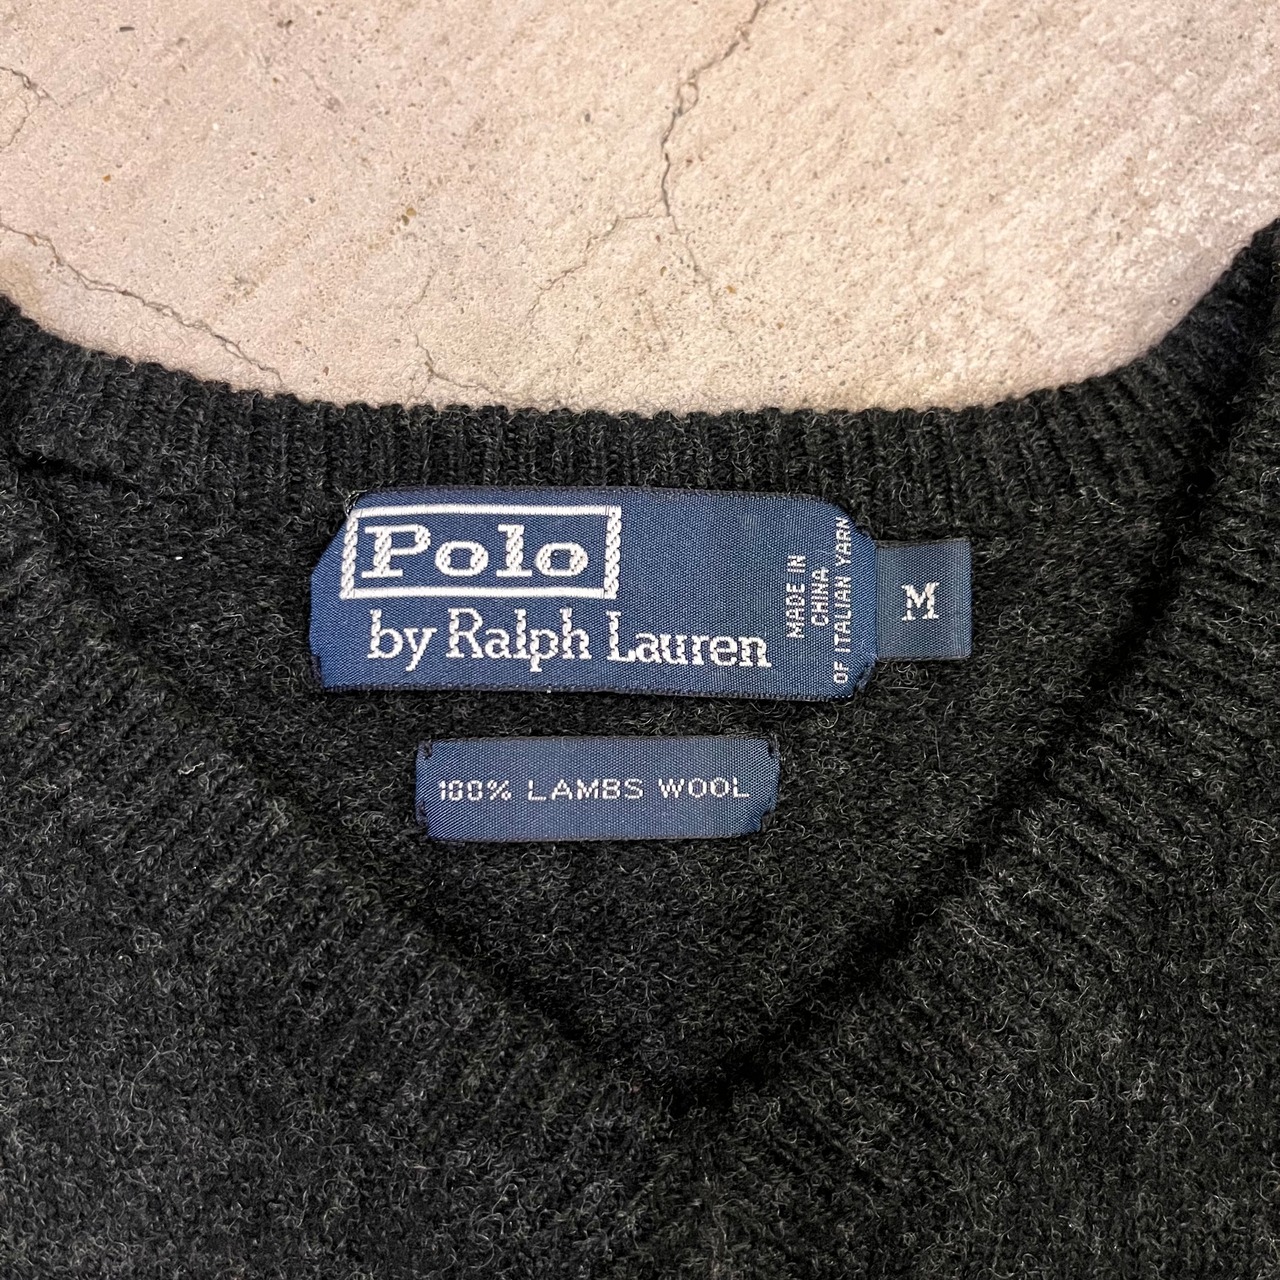 Polo
by Ralph Lauren
MADE IN
CHINA
OF ITALIAN YARN
M
100% LAMBS WOOL